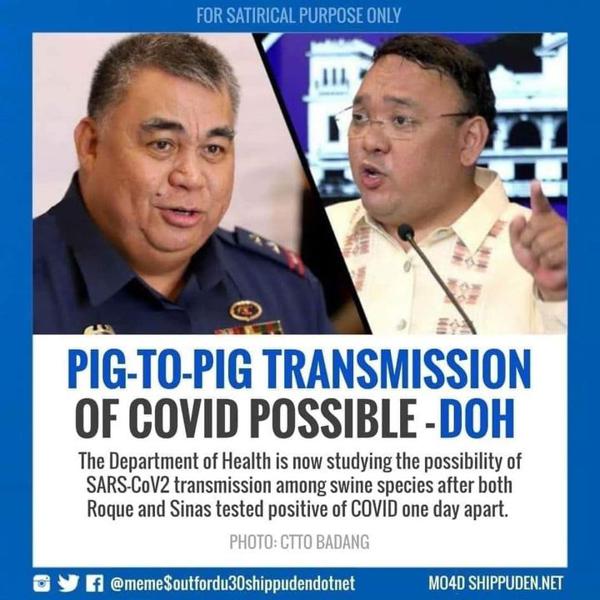 FOR SATIRICAL PURPOSE ONLY
PIG-TO-PIG TRANSMISSION
OF COVID POSSIBLE -DOH
The Department of Health is now studying the possibility of
SARS-CoV2 transmission among swine species after both
Roque and Sinas tested positive of COVID one day apart.
PHOTO: CTTO BADANG
@meme$outfordu30shippudendotnet
MO4D SHIPPUDEN.NET